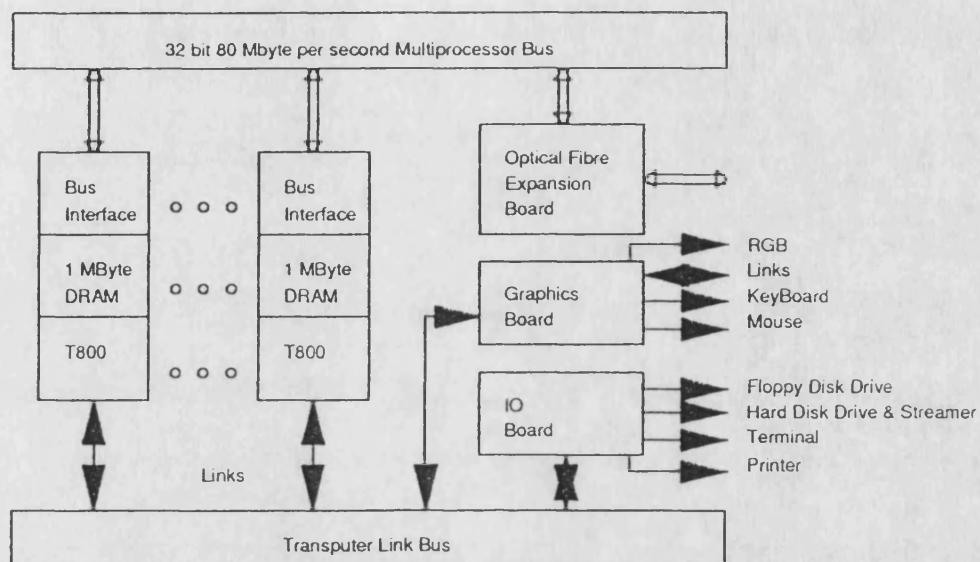 32 bit 80 Mbyte per second Multiprocessor Bus
Bus
Interface
1 MByte
DRAM
T800
Bus
Interface
1 MByte
DRAM
T800
Optical Fibre
Expansion
Board
Graphics
Board
RGB
Links
KeyBoard
Mouse
IO
Board
Floppy Disk Drive
Hard Disk Drive & Streamer
Terminal
Printer
Links
Transputer Link Bus